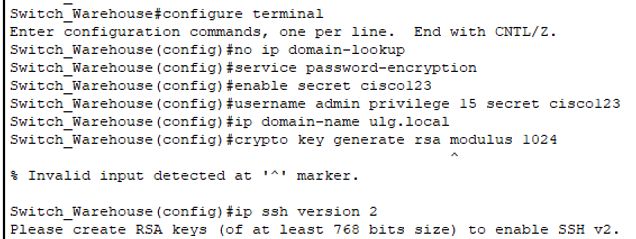 Switch_Warehouse#configure terminal
Enter configuration commands, one per line.  End with CNTL/Z.
Switch_Warehouse(config)#no ip domain-lookup
Switch_Warehouse(config)#service password-encryption
Switch_Warehouse(config)#enable secret cisco123
Switch_Warehouse(config)#username admin privilege 15 secret cisco123
Switch_Warehouse(config)#ip domain-name ulg.local
Switch_Warehouse(config)#crypto key generate rsa modulus 1024
^
% Invalid input detected at '^' marker.
Switch_Warehouse(config)#ip ssh version 2
Please create RSA keys (of at least 768 bits size) to enable SSH v2.